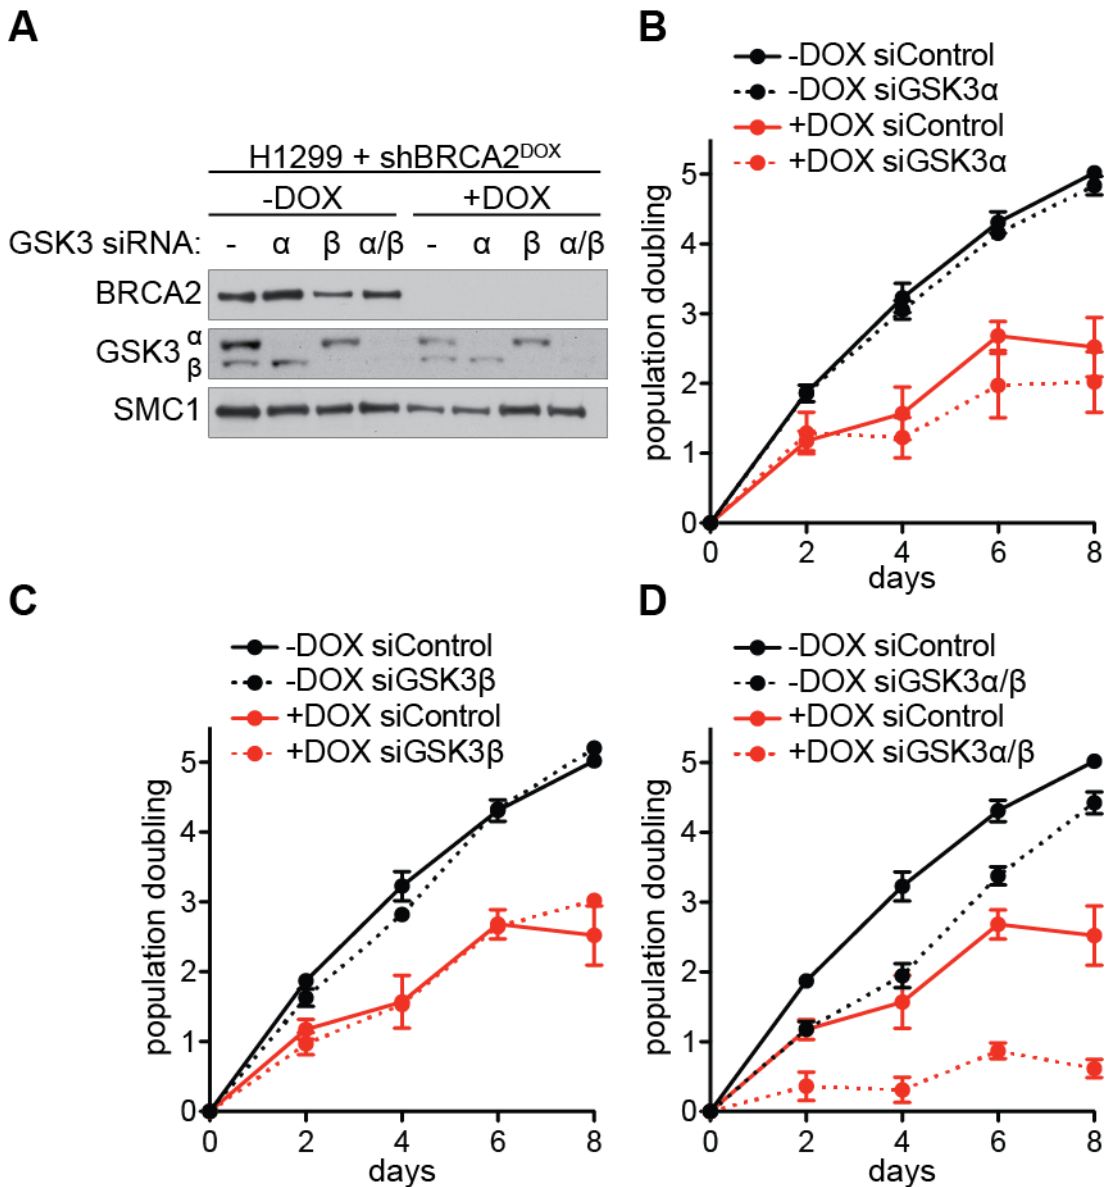 A
H1299 + shBRCA2DOX
-DOX +DOX
GSK3 siRNA: - α β α/β - α β α/β
BRCA2
GSK3 α
β
SMC1
B
-DOX siControl
-DOX siGSK3α
+DOX siControl
+DOX siGSK3α
population doubling
5
4
3
2
1
0
0 2 4 6 8
days
C
-DOX siControl
-DOX siGSK3β
+DOX siControl
+DOX siGSK3β
population doubling
5
4
3
2
1
0
0 2 4 6 8
days
D
-DOX siControl
-DOX siGSK3α/β
+DOX siControl
+DOX siGSK3α/β
population doubling
5
4
3
2
1
0
0 2 4 6 8
days